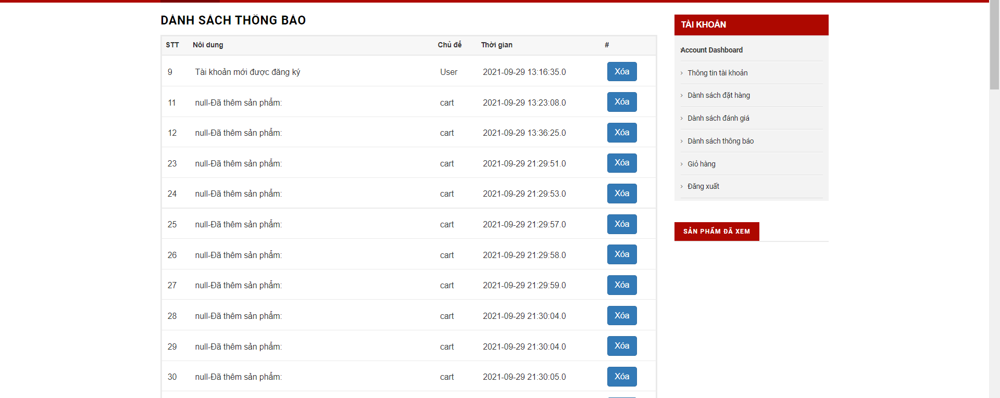 DÀNH SÁCH THÔNG BÁO
STT Nôi dung Chủ đề Thời gian #
9 Tài khoản mới được đăng ký User 2021-09-29 13:16:35.0 Xóa
11 null-Đã thêm sản phẩm: cart 2021-09-29 13:23:08.0 Xóa
12 null-Đã thêm sản phẩm: cart 2021-09-29 13:36:25.0 Xóa
23 null-Đã thêm sản phẩm: cart 2021-09-29 21:29:51.0 Xóa
24 null-Đã thêm sản phẩm: cart 2021-09-29 21:29:53.0 Xóa
25 null-Đã thêm sản phẩm: cart 2021-09-29 21:29:57.0 Xóa
26 null-Đã thêm sản phẩm: cart 2021-09-29 21:29:58.0 Xóa
27 null-Đã thêm sản phẩm: cart 2021-09-29 21:29:59.0 Xóa
28 null-Đã thêm sản phẩm: cart 2021-09-29 21:30:04.0 Xóa
29 null-Đã thêm sản phẩm: cart 2021-09-29 21:30:04.0 Xóa
30 null-Đã thêm sản phẩm: cart 2021-09-29 21:30:05.0 Xóa
TÀI KHOẢN
Account Dashboard
Thông tin tài khoản
Dành sách đặt hàng
Dành sách đánh giá
Dành sách thông báo
Giỏ hàng
Đăng xuất
SẢN PHẨM ĐÃ XEM